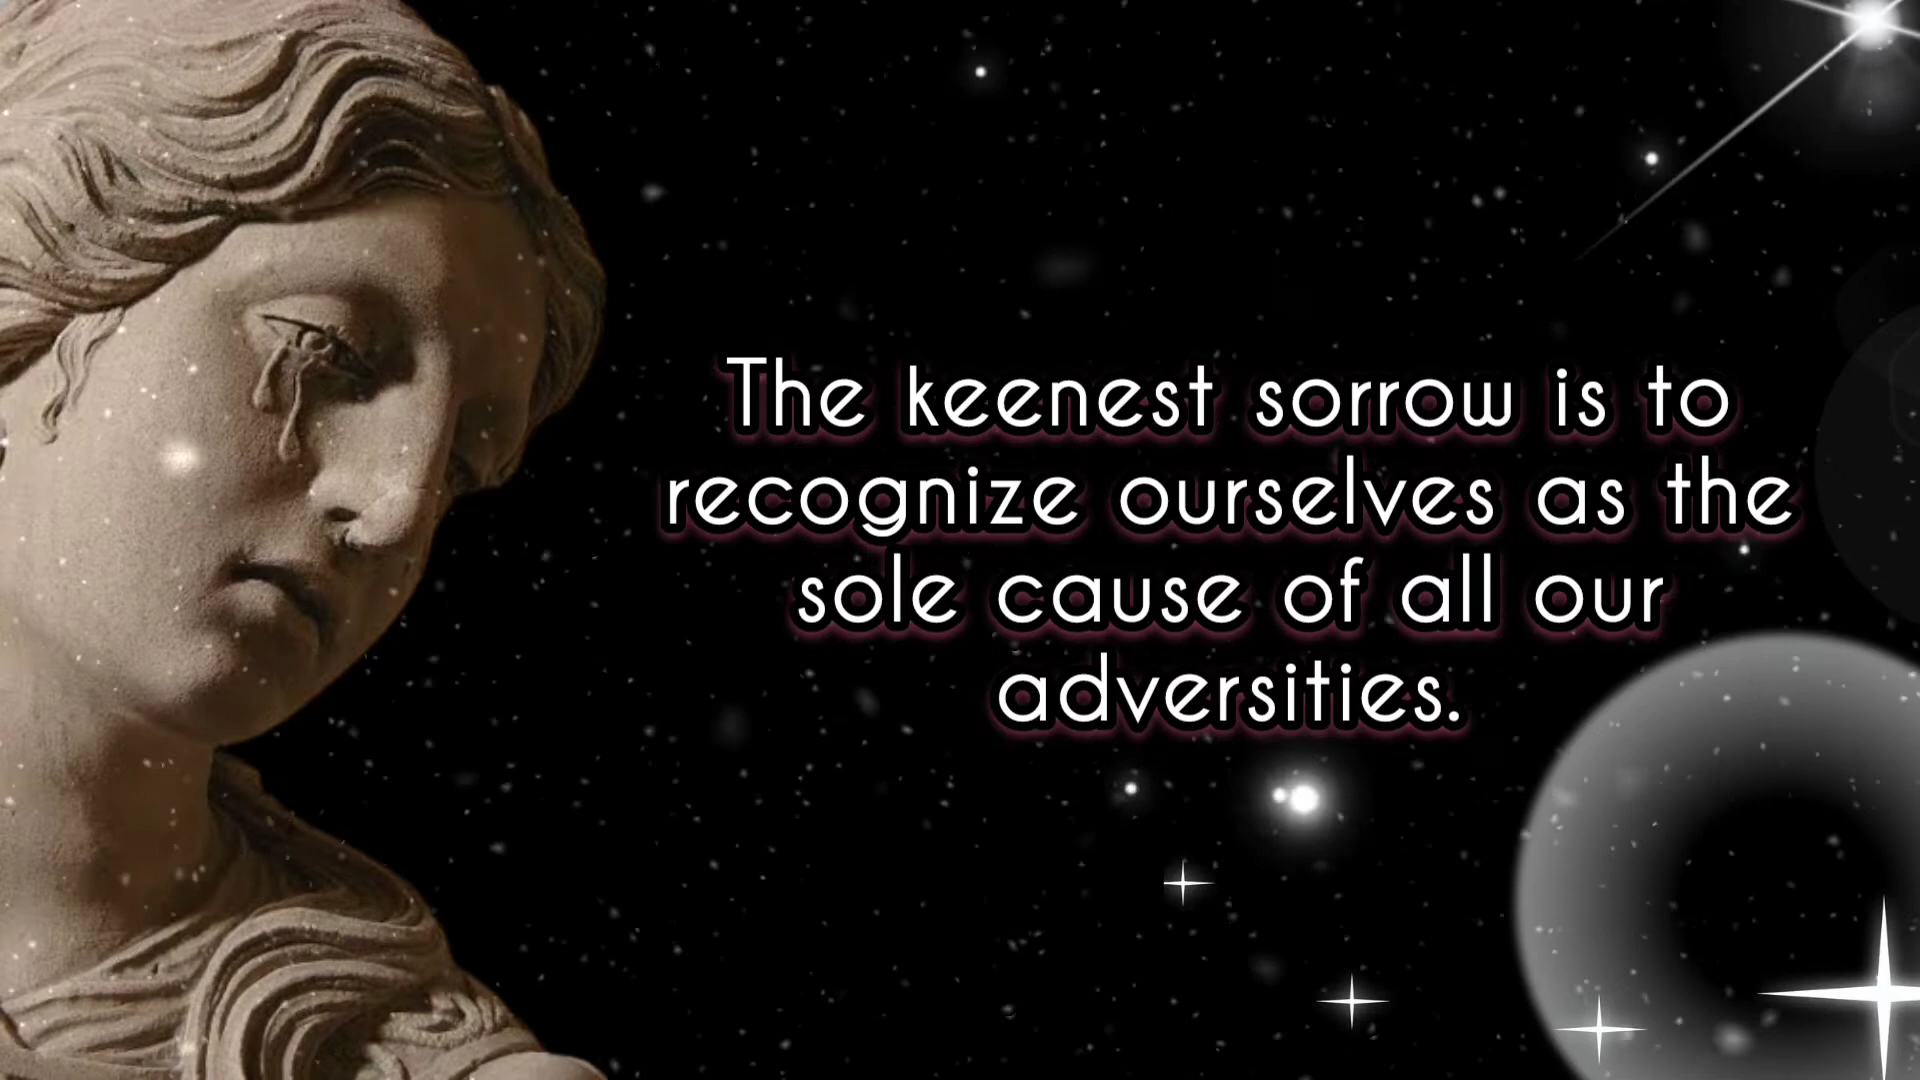 The keenest sorrow is to
recognize ourselves as the
sole cause of all our
adversities.